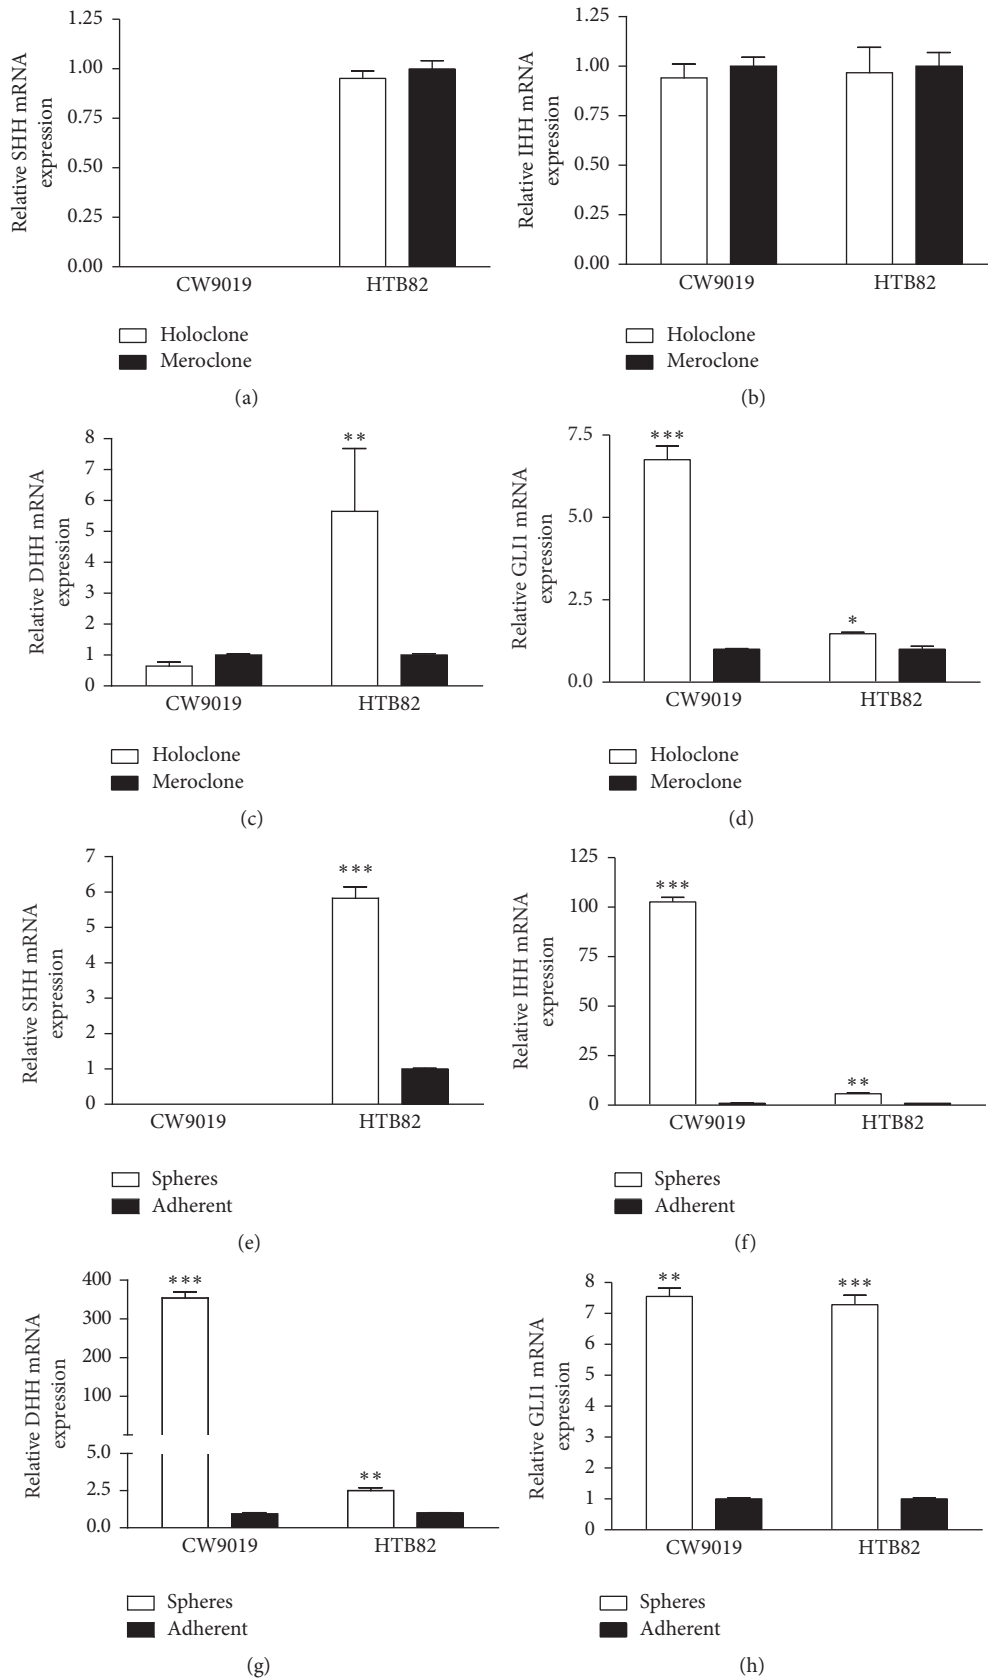 Relative SHH mRNA
expression
1.25
1.00
0.75
0.50
0.25
0.00
CW9019
HTB82
Holoclone
Meroclone
(a)
Relative IHH mRNA
expression
1.25
1.00
0.75
0.50
0.25
0.00
CW9019
HTB82
Holoclone
Meroclone
(b)
Relative DHH mRNA
expression
8
7
6
5
4
3
2
1
0
**
CW9019
HTB82
Holoclone
Meroclone
(c)
Relative GLI1 mRNA
expression
7.5
5.0
2.5
0.0
***
*
CW9019
HTB82
Holoclone
Meroclone
(d)
Relative SHH mRNA
expression
7
6
5
4
3
2
1
0
***
CW9019
HTB82
Spheres
Adherent
(e)
Relative IHH mRNA
expression
125
100
75
50
25
0
***
**
CW9019
HTB82
Spheres
Adherent
(f)
Relative DHH mRNA
expression
400
300
200
100
5.0
2.5
0.0
***
**
CW9019
HTB82
Spheres
Adherent
(g)
Relative GLI1 mRNA
expression
8
7
6
5
4
3
2
1
0
**
***
CW9019
HTB82
Spheres
Adherent
(h)